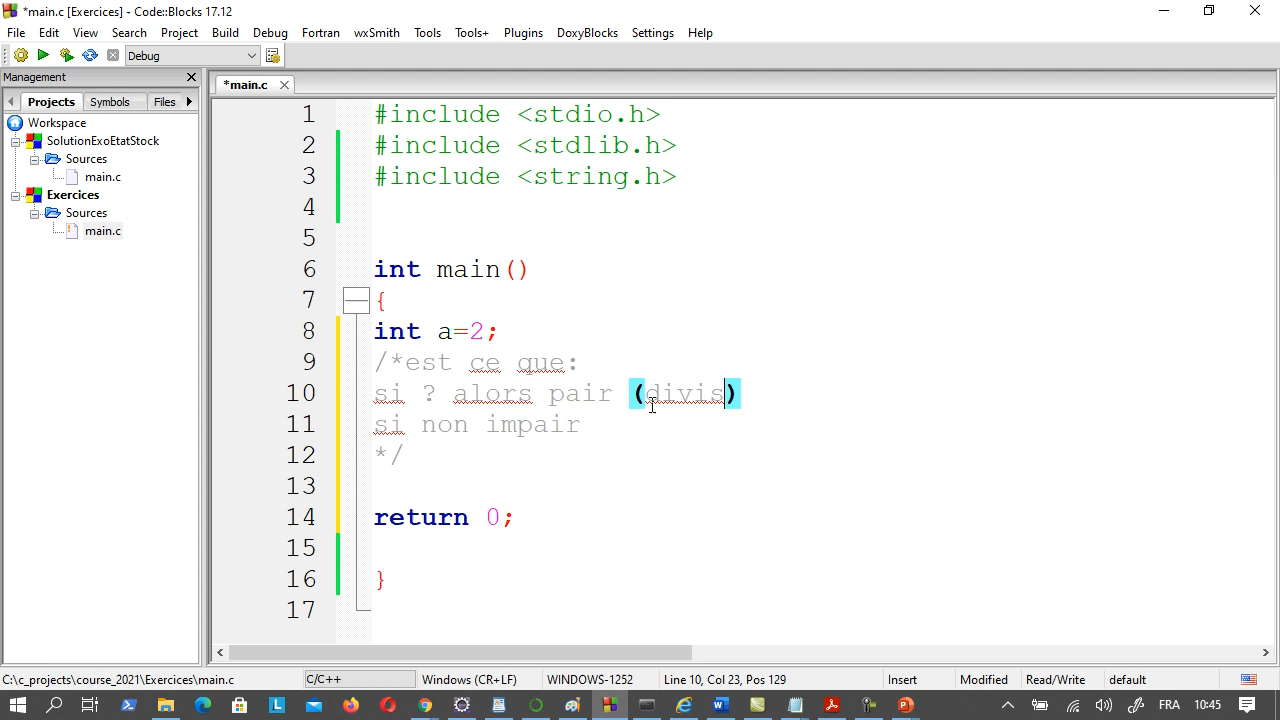 *main.c [Exercices] - Code::Blocks 17.12
File Edit View Search Project Build Debug Fortran wxSmith Tools Tools+ Plugins DoxyBlocks Settings Help
Debug
Management
*main.c
Projects Symbols Files
Workspace
SolutionExoEtatStock
Sources
main.c
Exercices
Sources
main.c
1 #include <stdio.h>
2 #include <stdlib.h>
3 #include <string.h>
4
5
6 int main()
7 {
8 int a=2;
9 /*est ce que:
10 si ? alors pair (divis)
11 si non impair
12 */
13
14 return 0;
15
16 }
17
C:\c_projects\course_2021\Exercices\main.c C/C++ Windows (CR+LF) WINDOWS-1252 Line 10, Col 23, Pos 129 Insert Modified Read/Write default
FRA 10:45